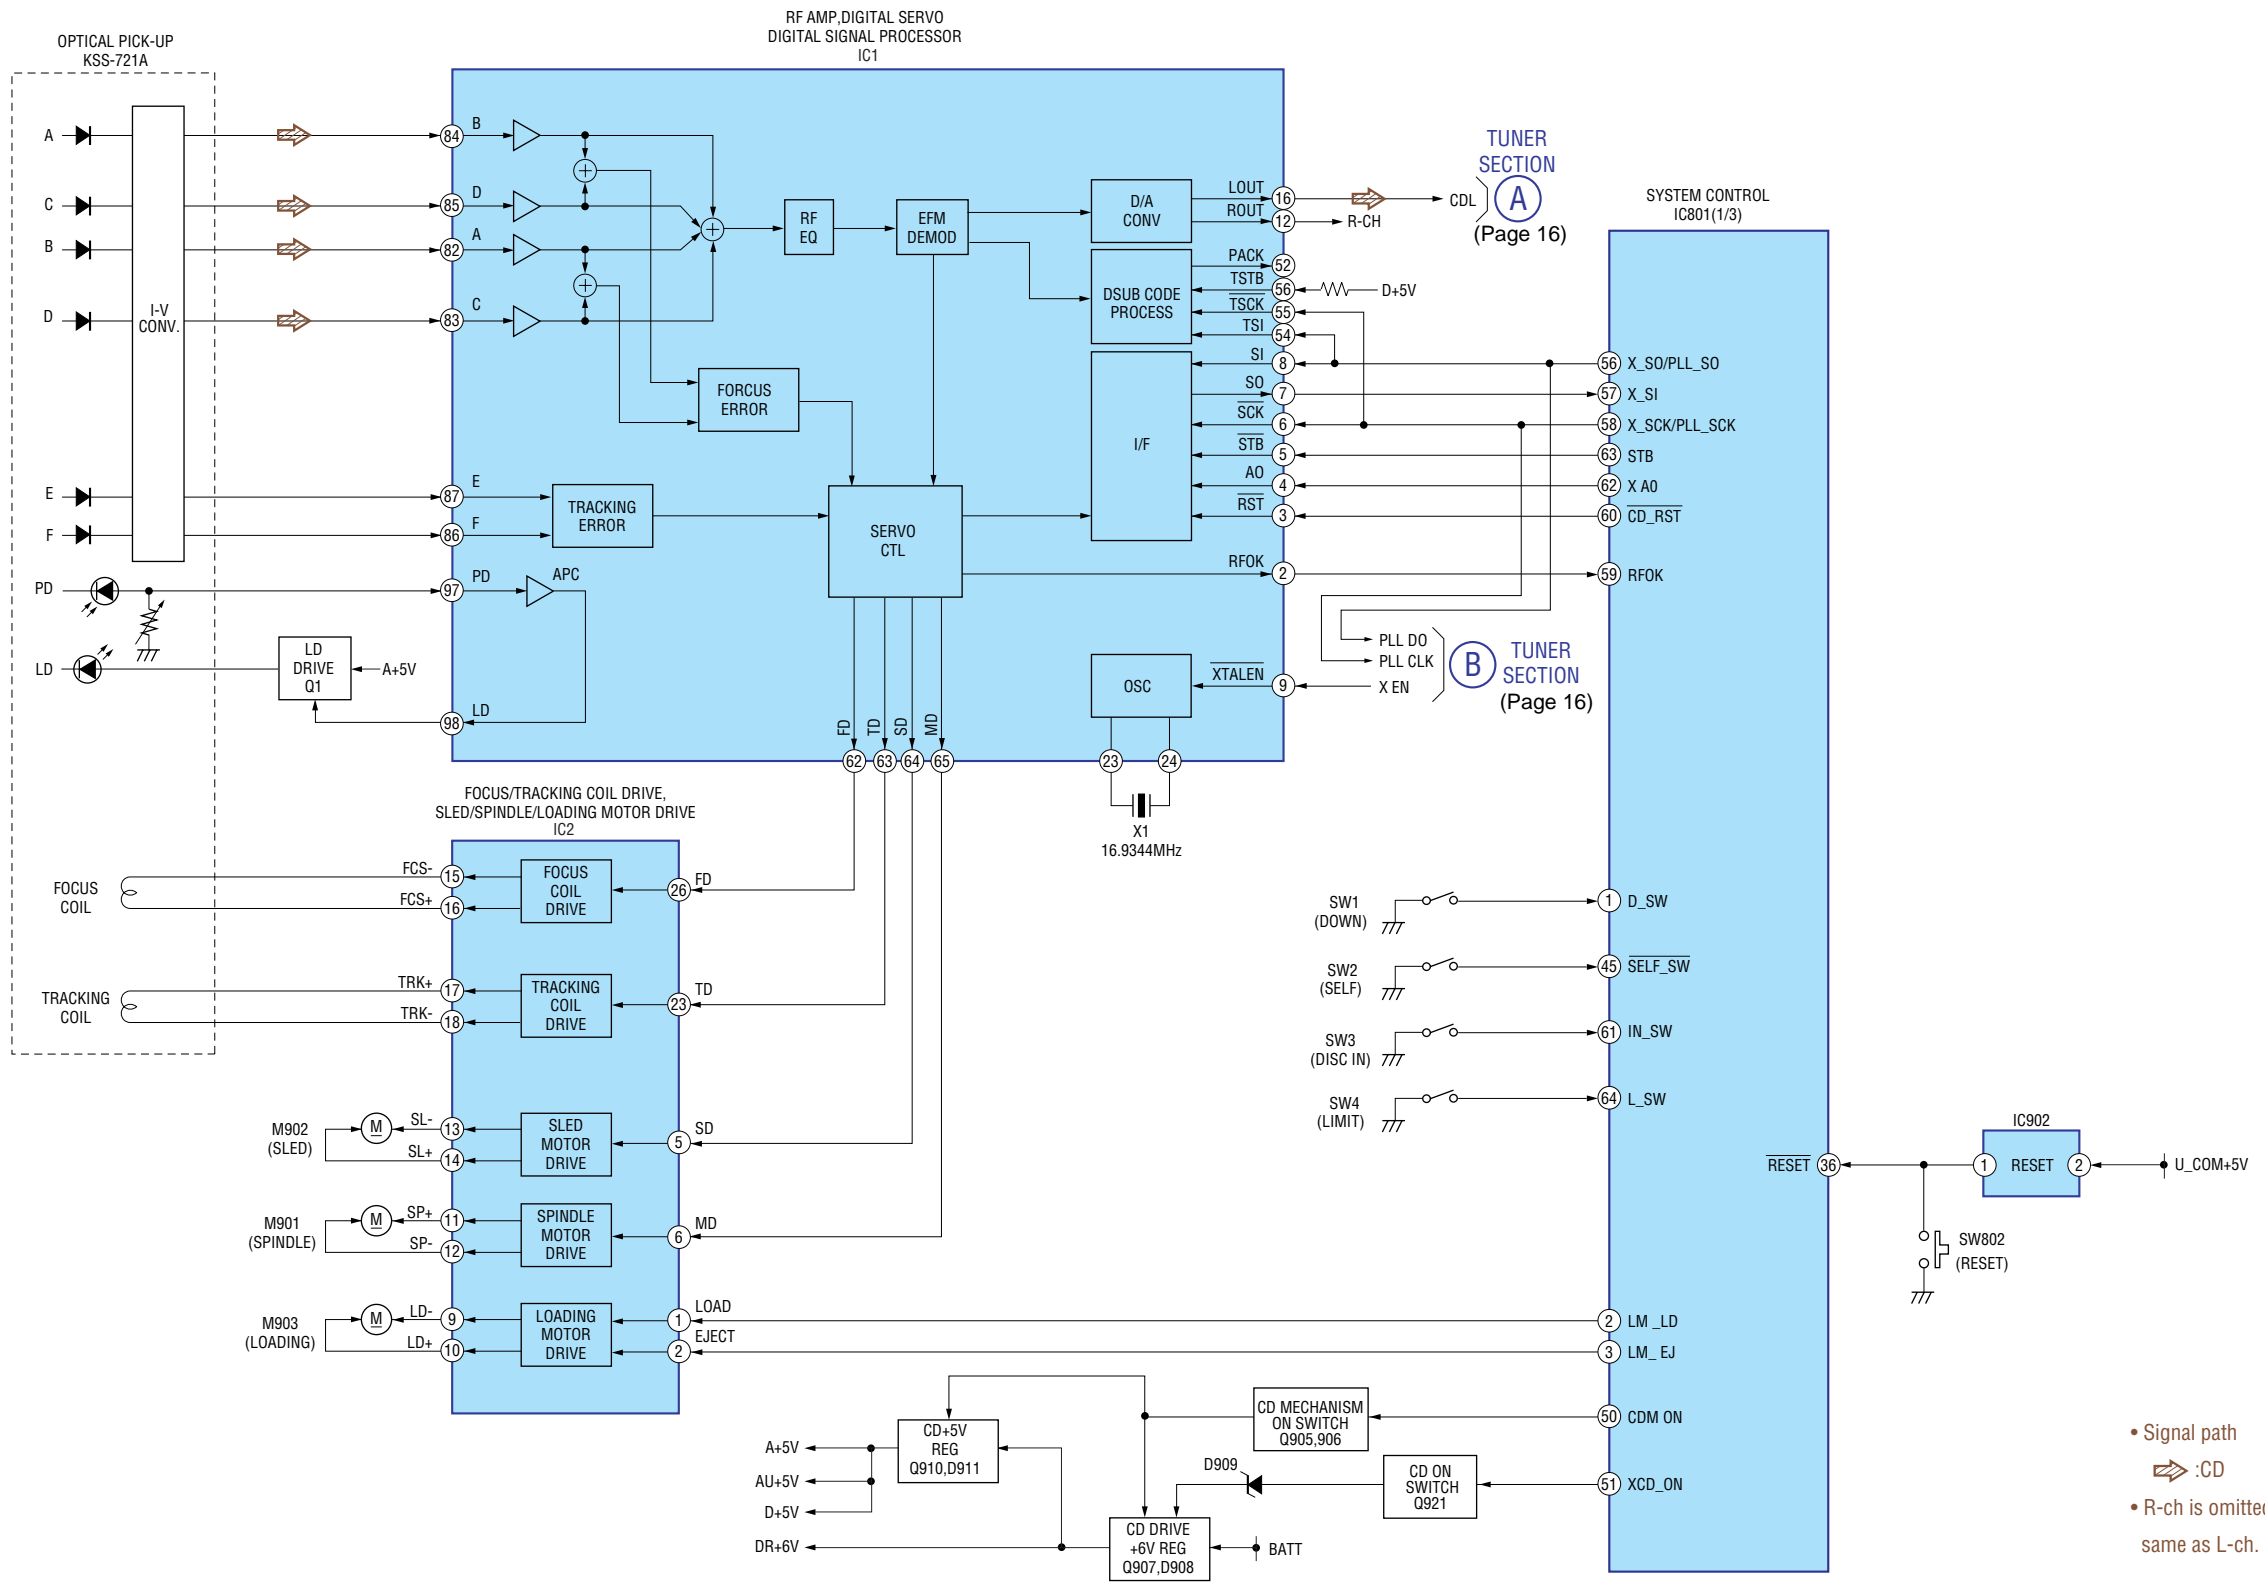 RF AMP,DIGITAL SERVO
DIGITAL SIGNAL PROCESSOR
IC1
OPTICAL PICK-UP
KSS-721A
A
C
B
D
I-V
CONV.
E
F
PD
LD
84
B
85
D
82
A
83
C
87
E
86
F
97
PD
APC
98
LD
LD
DRIVE
Q1
A+5V
RF
EQ
EFM
DEMOD
FORCUS
ERROR
TRACKING
ERROR
SERVO
CTL
D/A
CONV
DSUB CODE
PROCESS
I/F
OSC
LOUT
16
ROUT
12
PACK
52
TSTB
56
TSCK
55
TSI
54
SI
8
SO
7
SCK
6
STB
5
AO
4
RST
3
RFOK
2
XTALEN
9
CDL
R-CH
D+5V
TUNER
SECTION
A
(Page 16)
PLL DO
PLL CLK
X EN
B
TUNER
SECTION
(Page 16)
FD
TD
SD
MD
62
63
64
65
23
24
X1
16.9344MHz
SYSTEM CONTROL
IC801(1/3)
56 X_SO/PLL_SO
57 X_SI
58 X_SCK/PLL_SCK
63 STB
62 X A0
60 CD_RST
59 RFOK
SW1
(DOWN)
1 D_SW
SW2
(SELF)
45 SELF_SW
SW3
(DISC IN)
61 IN_SW
SW4
(LIMIT)
64 L_SW
RESET 36
IC902
1 RESET 2
U_COM+5V
SW802
(RESET)
2 LM _LD
3 LM_ EJ
50 CDM ON
51 XCD_ON
FOCUS/TRACKING COIL DRIVE,
SLED/SPINDLE/LOADING MOTOR DRIVE
IC2
FOCUS
COIL
FCS-
15
FCS+
16
FOCUS
COIL
DRIVE
26
FD
TRACKING
COIL
TRK+
17
TRK-
18
TRACKING
COIL
DRIVE
23
TD
M902
(SLED)
M
SL-
13
SL+
14
SLED
MOTOR
DRIVE
5
SD
M901
(SPINDLE)
M
SP+
11
SP-
12
SPINDLE
MOTOR
DRIVE
6
MD
M903
(LOADING)
M
LD-
9
LD+
10
LOADING
MOTOR
DRIVE
1
LOAD
2
EJECT
CD MECHANISM
ON SWITCH
Q905,906
CD ON
SWITCH
Q921
D909
CD+5V
REG
Q910,D911
A+5V
AU+5V
D+5V
DR+6V
CD DRIVE
+6V REG
Q907,D908
BATT
• Signal path
:CD
• R-ch is omitted
same as L-ch.